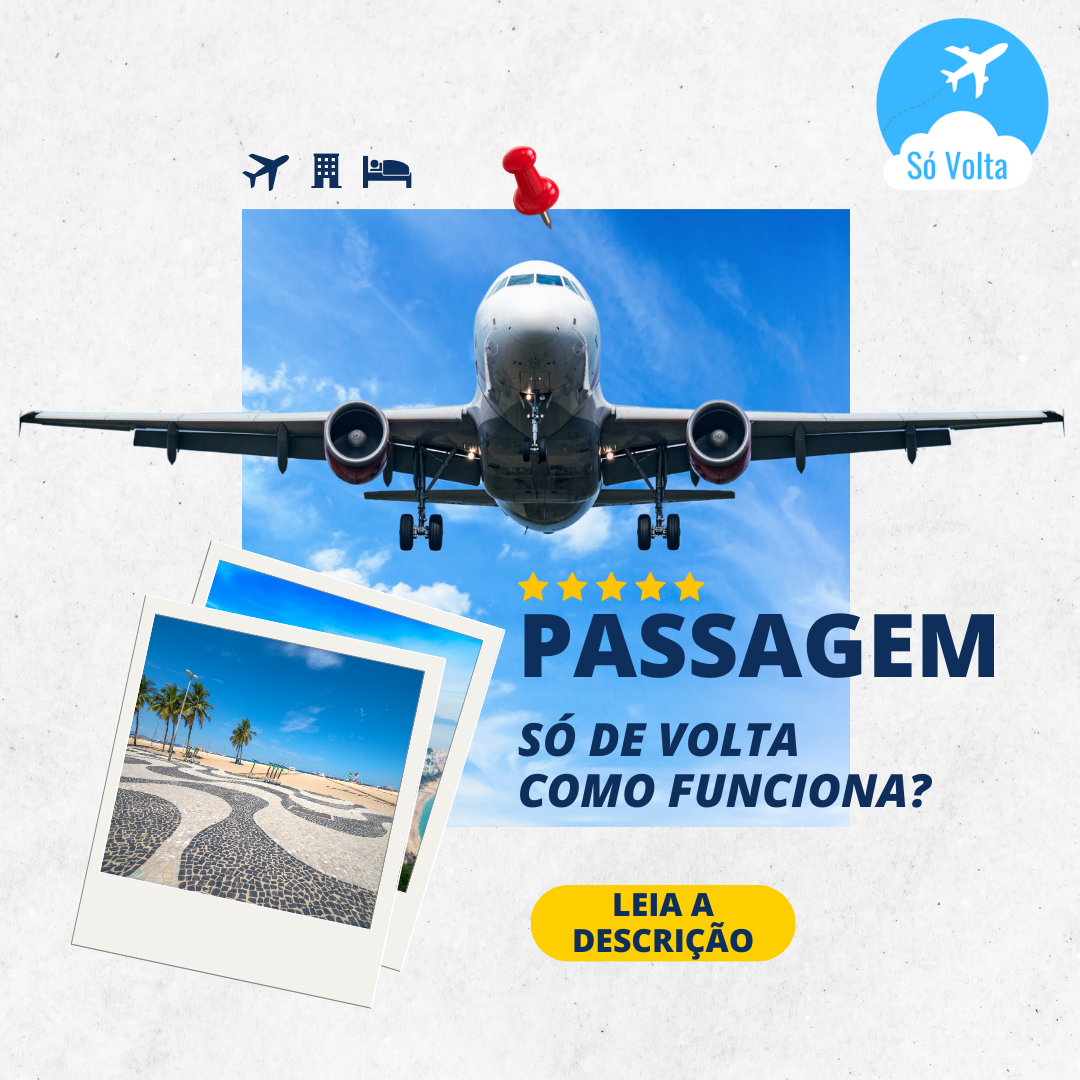 Só Volta
PASSAGEM
SÓ DE VOLTA
COMO FUNCIONA?
LEIA A
DESCRIÇÃO